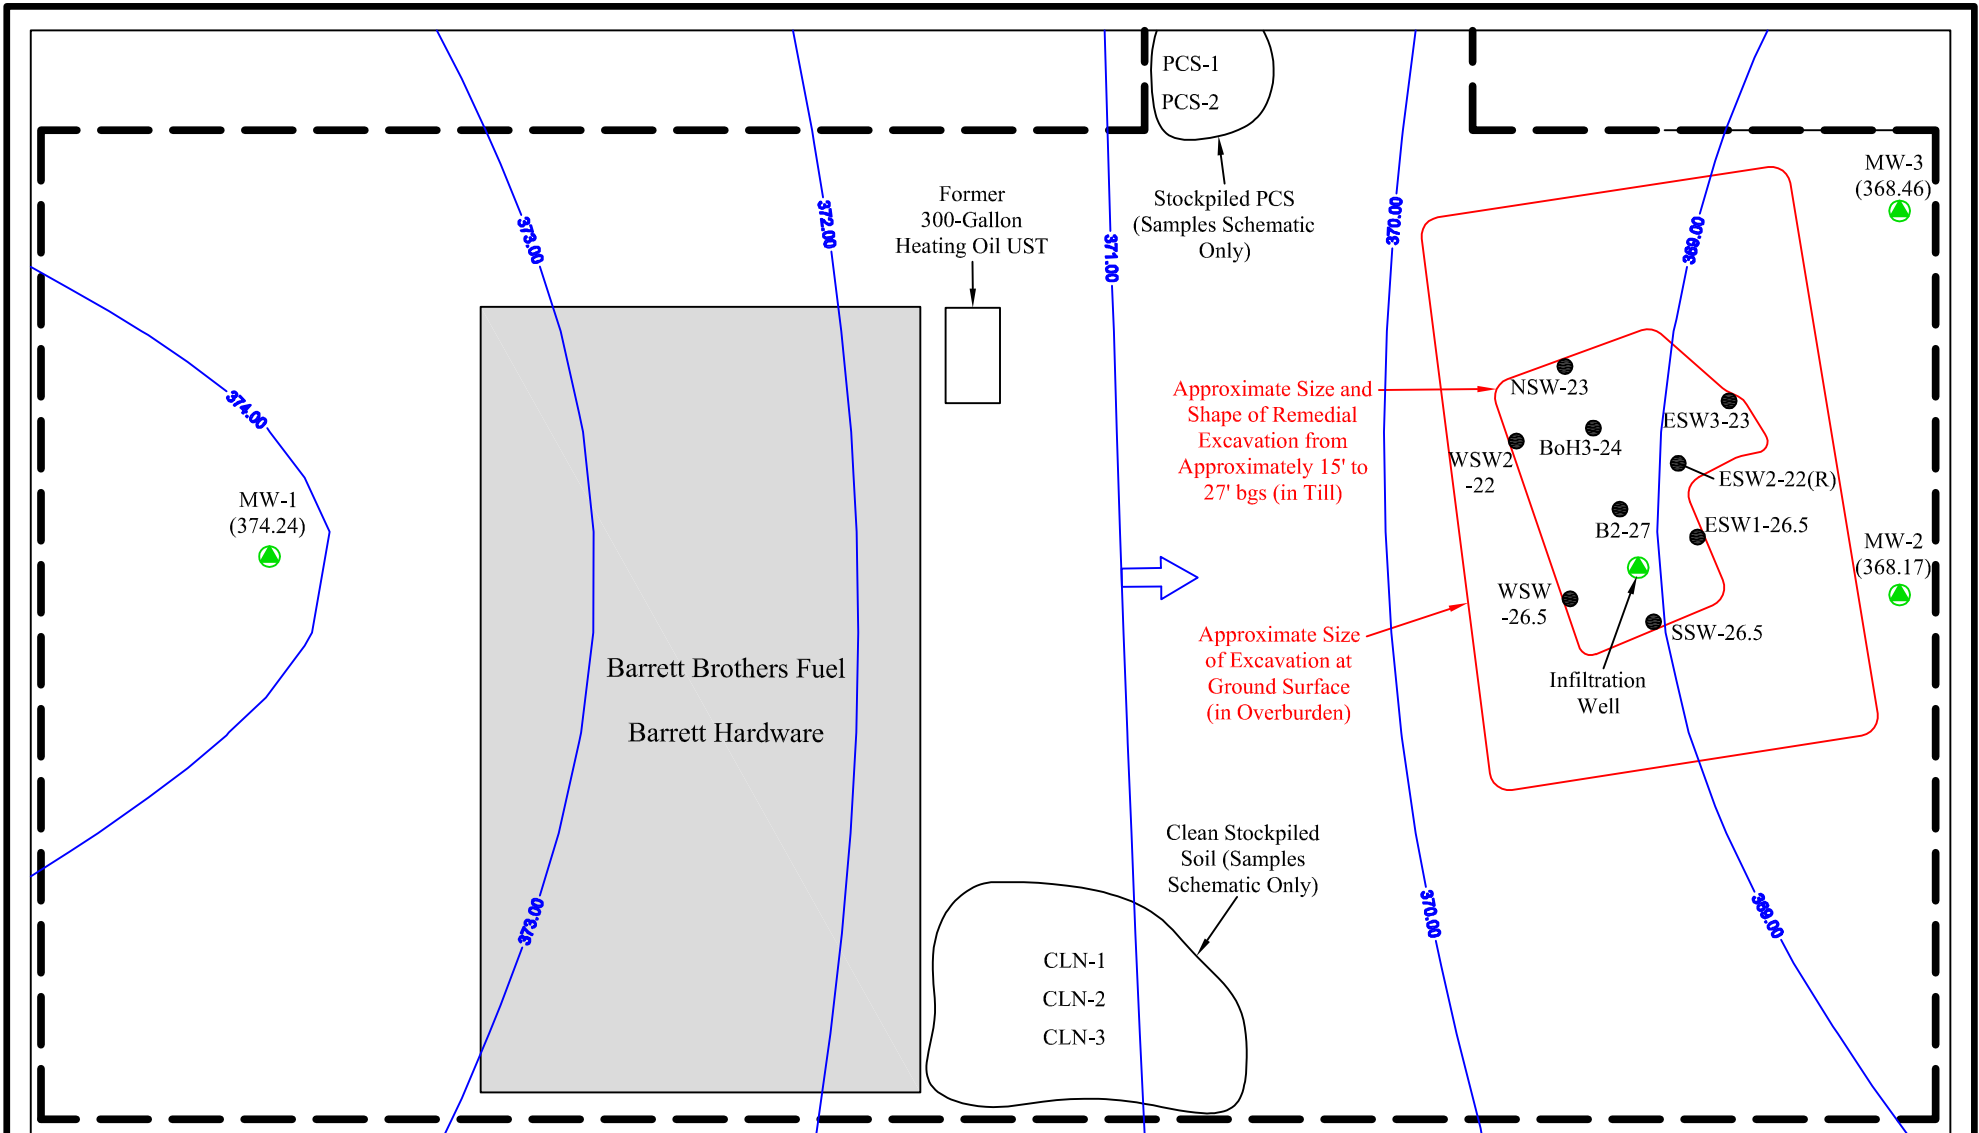 PCS-1
PCS-2
MW-3
(368.46)
Former
300-Gallon
Heating Oil UST
Stockpiled PCS
(Samples Schematic
Only)
373.00
372.00
371.00
370.00
369.00
374.00
Approximate Size and
Shape of Remedial
Excavation from
Approximately 15' to
27' bgs (in Till)
NSW-23
ESW3-23
BoH3-24
WSW2
-22
ESW2-22(R)
MW-1
(374.24)
B2-27
ESW1-26.5
MW-2
(368.17)
WSW
-26.5
SSW-26.5
Approximate Size
of Excavation at
Ground Surface
(in Overburden)
Infiltration
Well
Barrett Brothers Fuel
Barrett Hardware
Clean Stockpiled
Soil (Samples
Schematic Only)
373.00
370.00
369.00
CLN-1
CLN-2
CLN-3